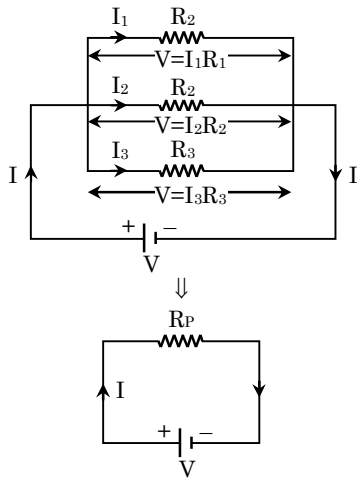 I₁ R₂
V=I₁R₁
I₂ R₂
V=I₂R₂
I₃ R₃
I I
V=I₃R₃
+ −
V
⇓
Rₚ
I
+ −
V